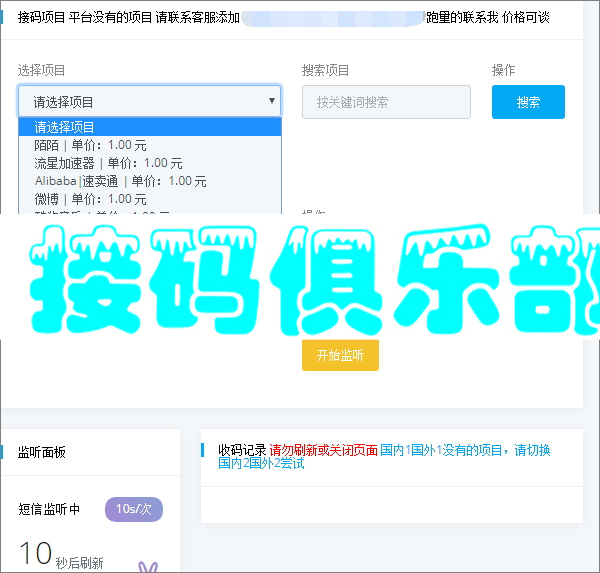 接码项目 平台没有的项目 请联系客服添加 跑量的联系我 价格可谈
选择项目
搜索项目
操作
请选择项目
按关键词搜索
搜索
请选择项目
陌陌 | 单价：1.00 元
流星加速器 | 单价：1.00 元
Alibaba|速卖通 | 单价：1.00 元
微博 | 单价：1.00 元
接码俱乐部
开始监听
监听面板
收码记录 请勿刷新或关闭页面 国内1国外1没有的项目，请切换
国内2国外2尝试
短信监听中
10s/次
10 秒后刷新